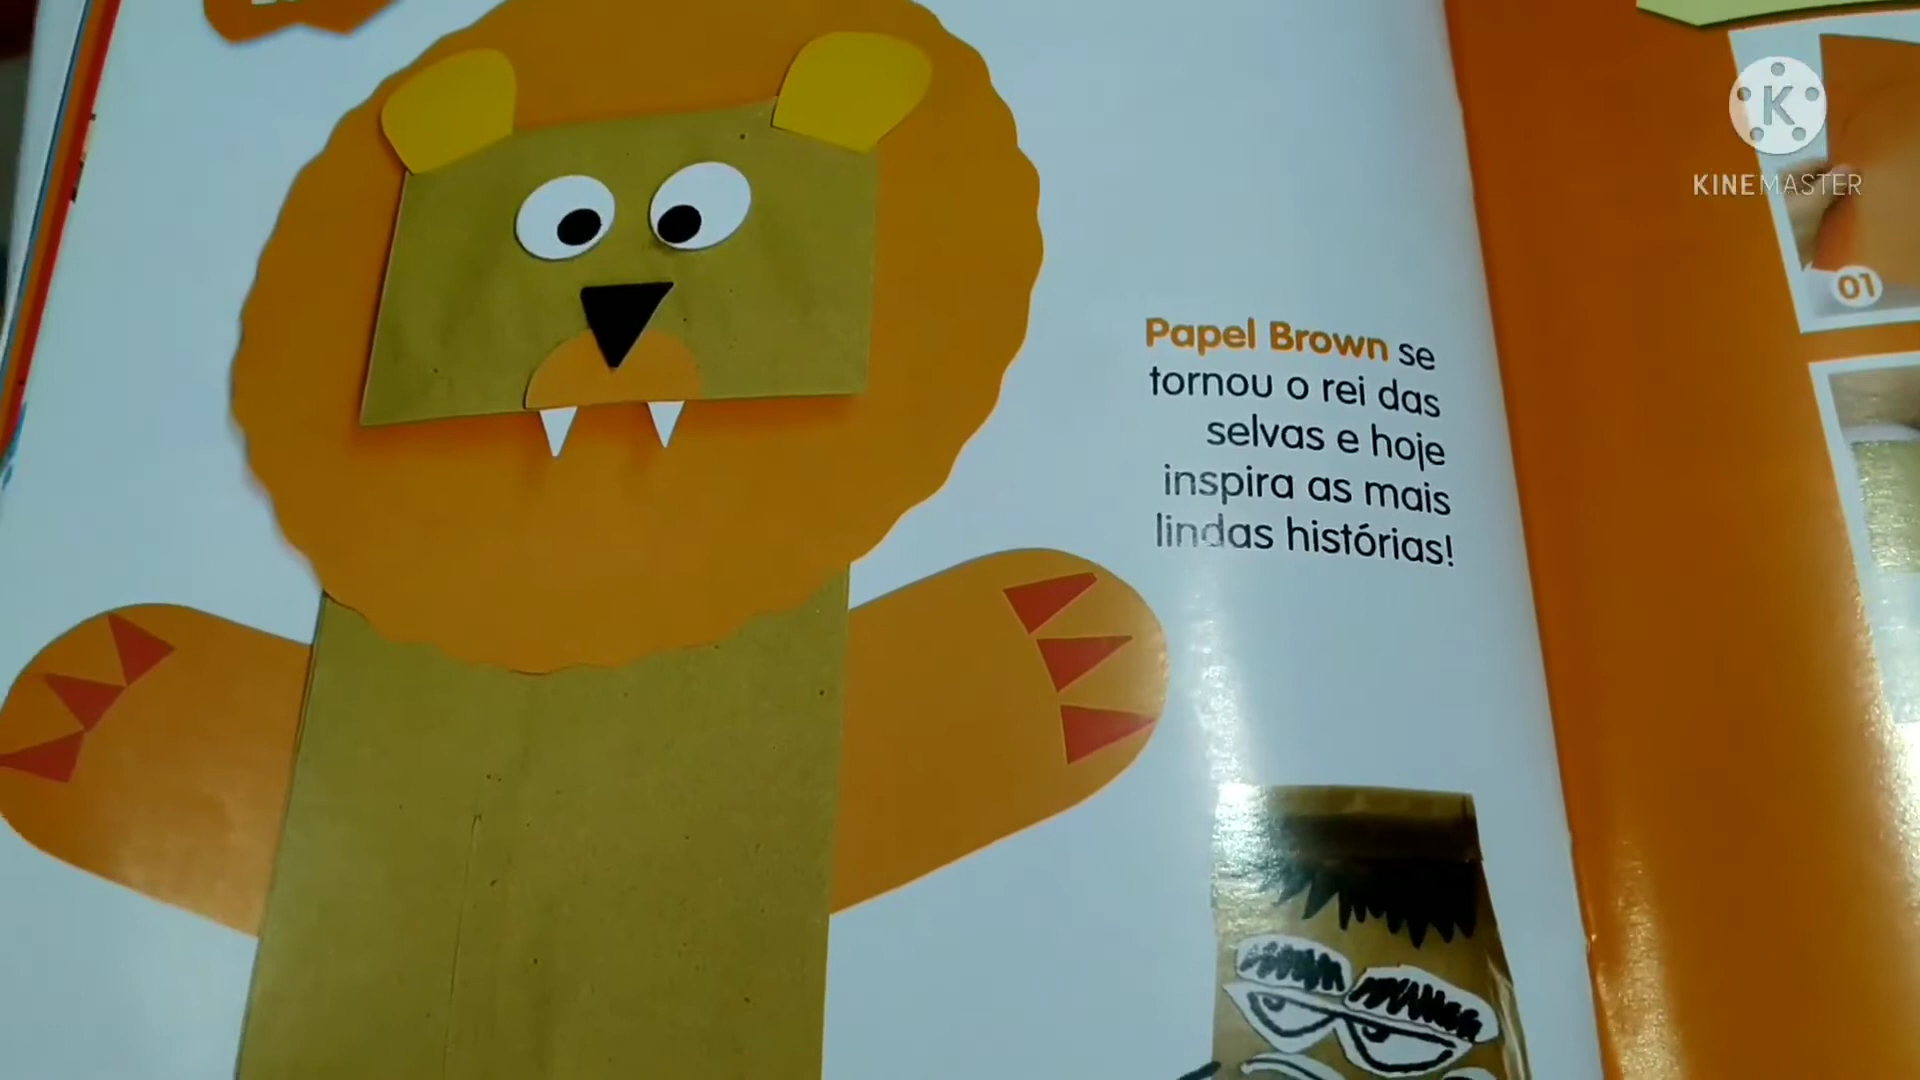 KINEMASTER
01
Papel Brown se
tornou o rei das
selvas e hoje
inspira as mais
lindas histórias!